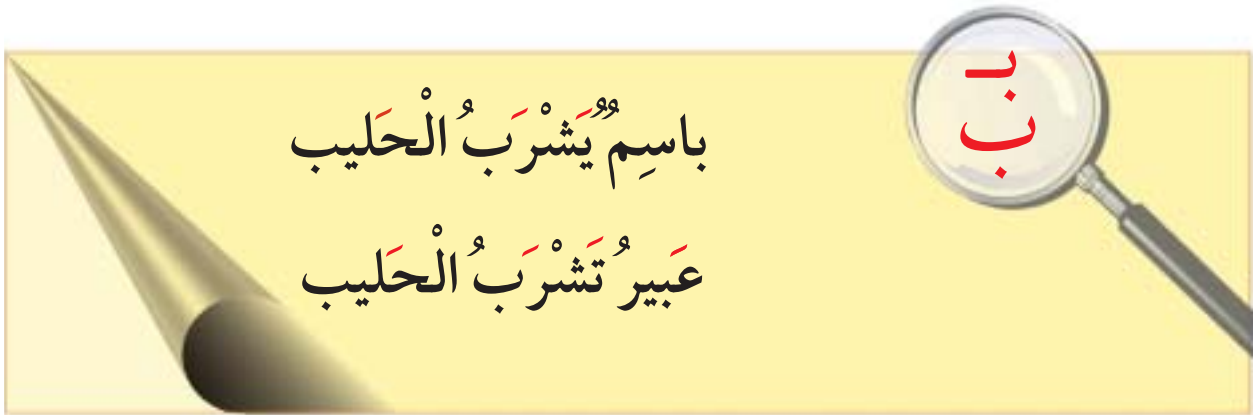 بـ
ب
باسِمٌ يَشْرَبُ الْحَليب
عَبيرُ تَشْرَبُ الْحَليب